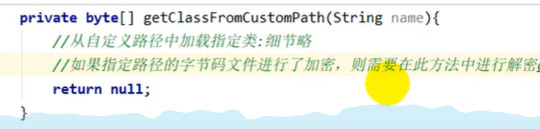 private byte[] getClassFromCustomPath(String name){
//从自定义路径中加载指定类:细节略
//如果指定路径的字节码文件进行了加密，则需要在此方法中进行解密
return null;
}